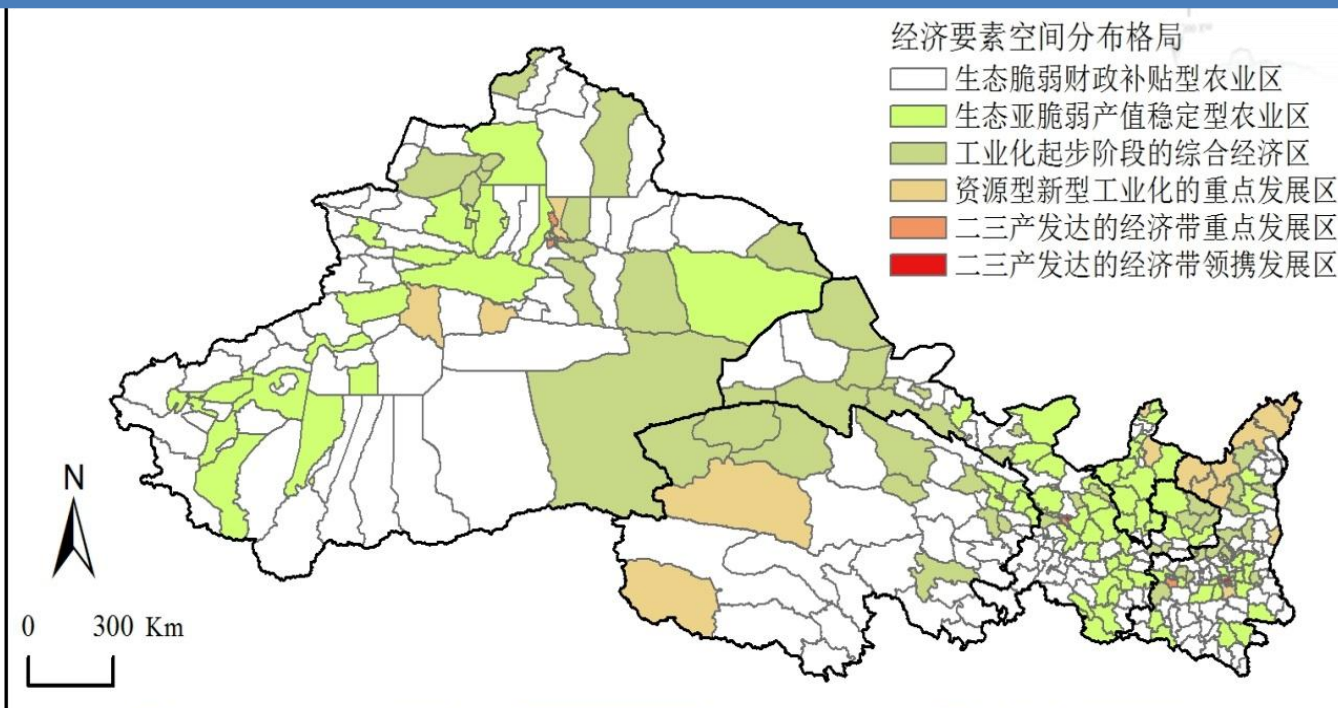 经济要素空间分布格局
生态脆弱财政补贴型农业区
生态亚脆弱产值稳定型农业区
工业化起步阶段的综合经济区
资源型新型工业化的重点发展区
二三产发达的经济带重点发展区
二三产发达的经济带领携发展区
N
0 300 Km